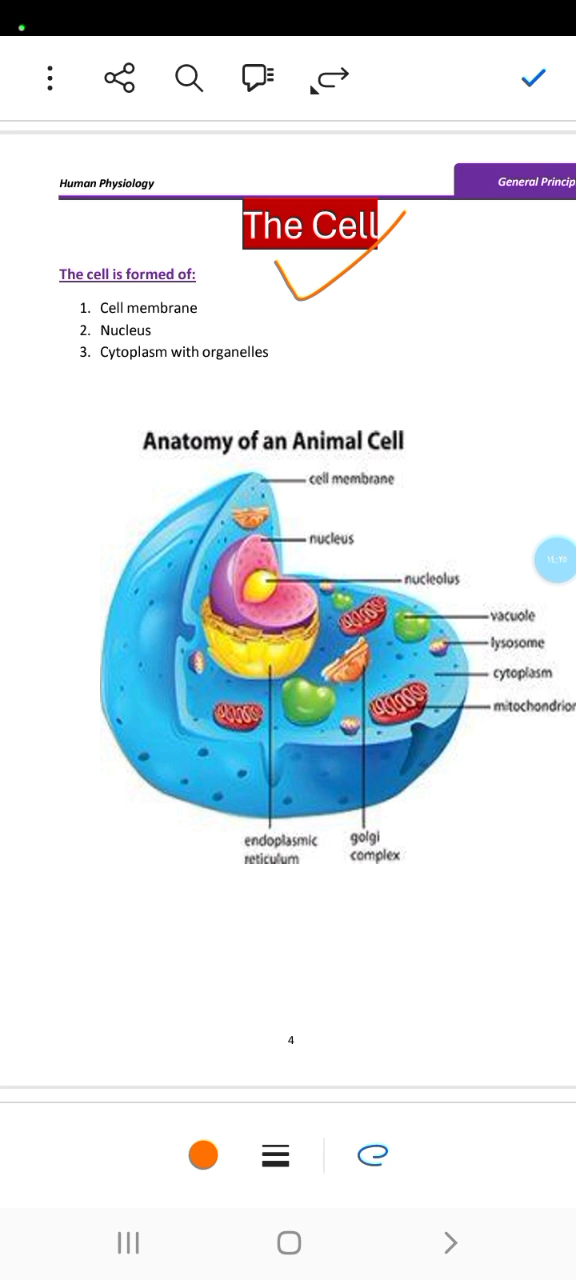 Human Physiology
General Princip
The Cell
The cell is formed of:
1. Cell membrane
2. Nucleus
3. Cytoplasm with organelles
Anatomy of an Animal Cell
cell membrane
nucleus
nucleolus
vacuole
lysosome
cytoplasm
mitochondrion
endoplasmic
reticulum
golgi
complex
4